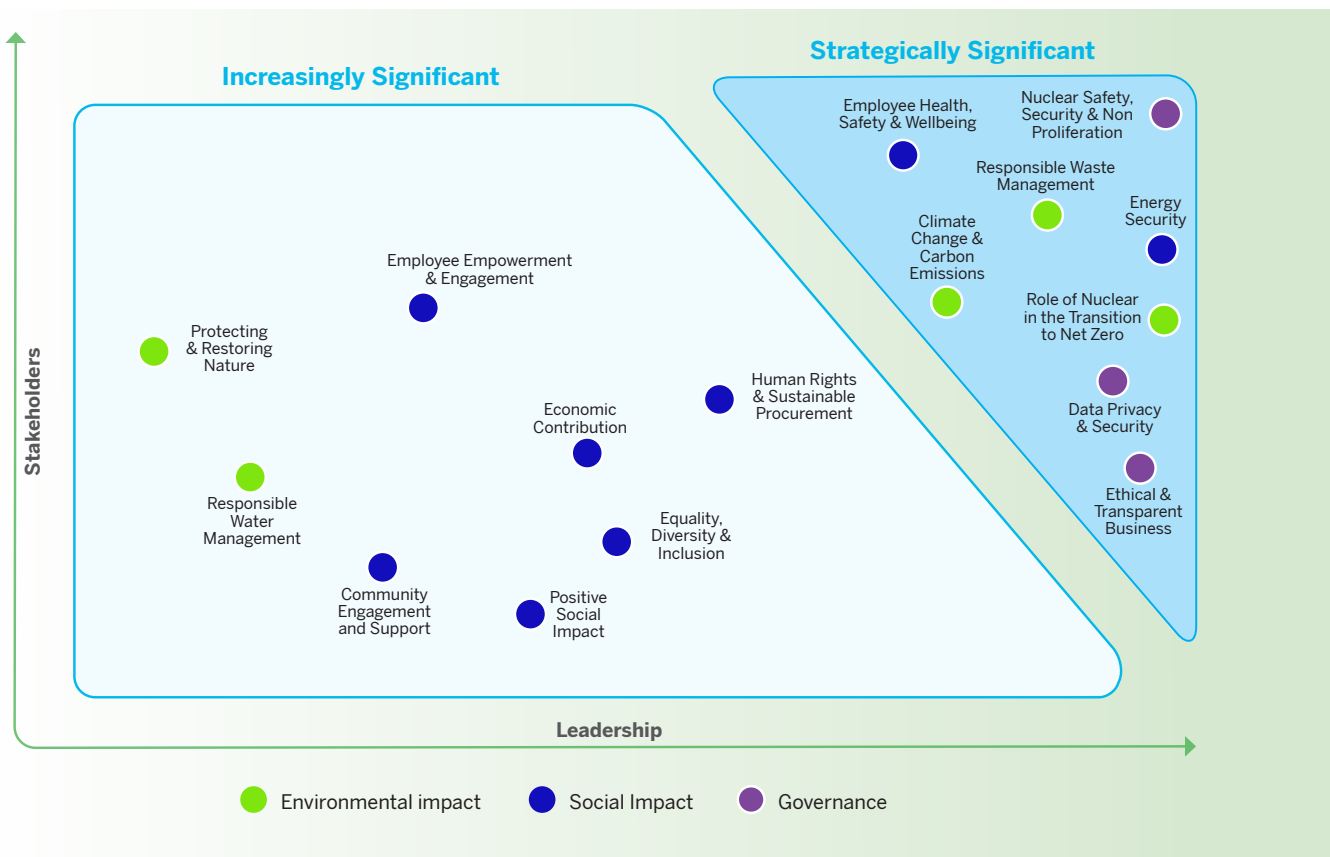 Strategically Significant
Increasingly Significant
Employee Health,
Safety & Wellbeing
Nuclear Safety,
Security & Non
Proliferation
Responsible Waste
Management
Energy
Security
Climate
Change &
Carbon
Emissions
Role of Nuclear
in the Transition
to Net Zero
Data Privacy
& Security
Ethical &
Transparent
Business
Employee Empowerment
& Engagement
Protecting
& Restoring
Nature
Human Rights
& Sustainable
Procurement
Economic
Contribution
Responsible
Water
Management
Equality,
Diversity &
Inclusion
Community
Engagement
and Support
Positive
Social
Impact
Stakeholders
Leadership
Environmental impact
Social Impact
Governance